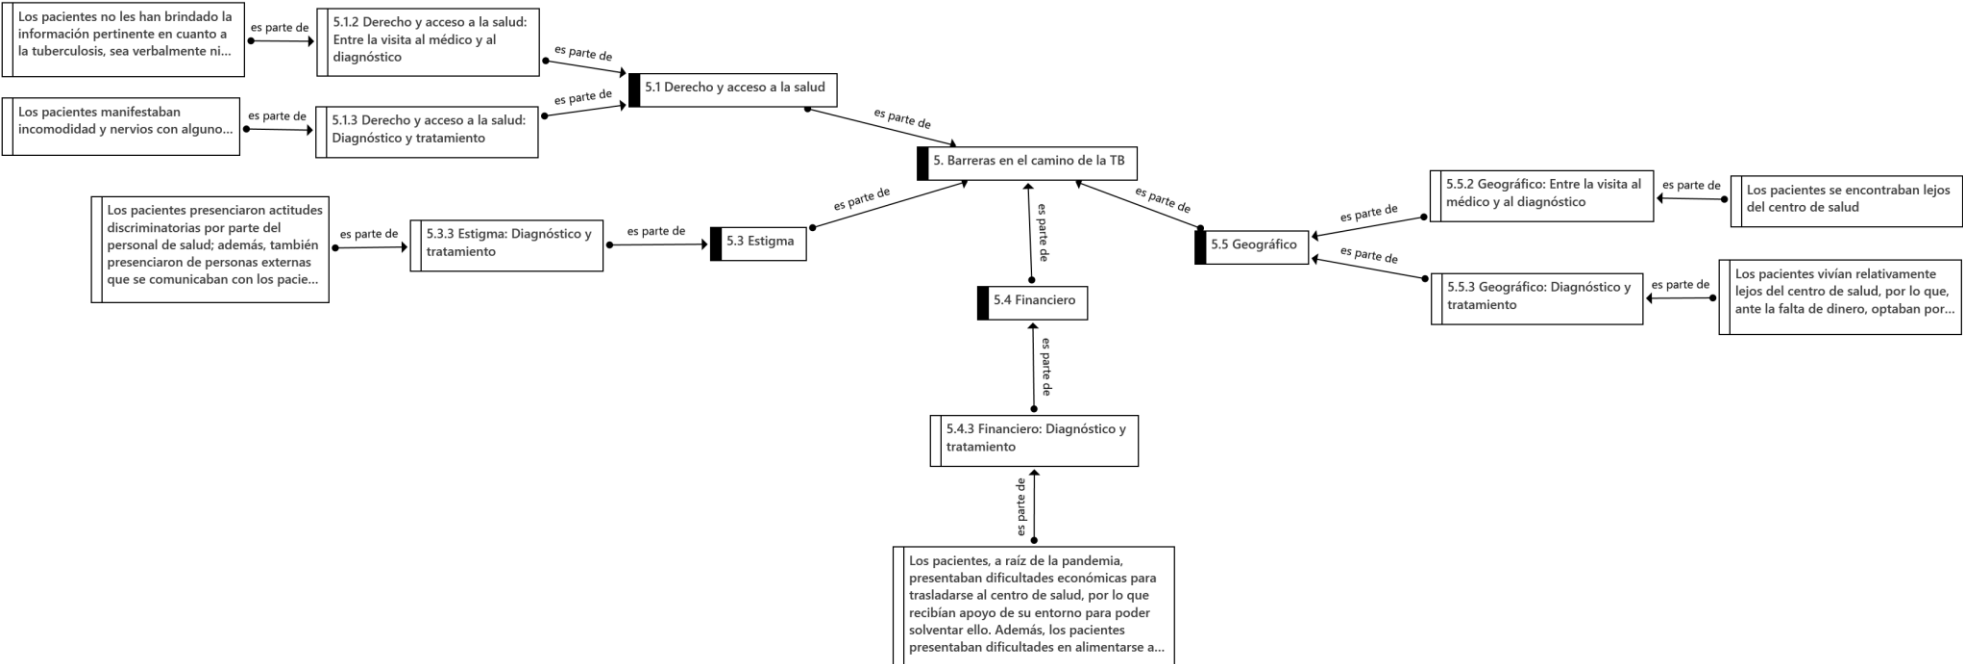 Los pacientes no les han brindado la
información pertinente en cuanto a
la tuberculosis, sea verbalmente ni...
es parte de
5.1.2 Derecho y acceso a la salud:
Entre la visita al médico y al
diagnóstico
es parte de
5.1 Derecho y acceso a la salud
Los pacientes manifestaban
incomodidad y nervios con alguno...
es parte de
5.1.3 Derecho y acceso a la salud:
Diagnóstico y tratamiento
es parte de
es parte de
5. Barreras en el camino de la TB
Los pacientes presenciaron actitudes
discriminatorias por parte del
personal de salud; además, también
presenciaron de personas externas
que se comunicaban con los pacie...
es parte de
5.3.3 Estigma: Diagnóstico y
tratamiento
es parte de
5.3 Estigma
es parte de
es parte de
5.4 Financiero
es parte de
5.4.3 Financiero: Diagnóstico y
tratamiento
es parte de
Los pacientes, a raíz de la pandemia,
presentaban dificultades económicas para
trasladarse al centro de salud, por lo que
recibían apoyo de su entorno para poder
solventar ello. Además, los pacientes
presentaban dificultades en alimentarse a...
es parte de
5.5 Geográfico
es parte de
5.5.2 Geográfico: Entre la visita al
médico y al diagnóstico
es parte de
Los pacientes se encontraban lejos
del centro de salud
es parte de
5.5.3 Geográfico: Diagnóstico y
tratamiento
es parte de
Los pacientes vivían relativamente
lejos del centro de salud, por lo que,
ante la falta de dinero, optaban por...